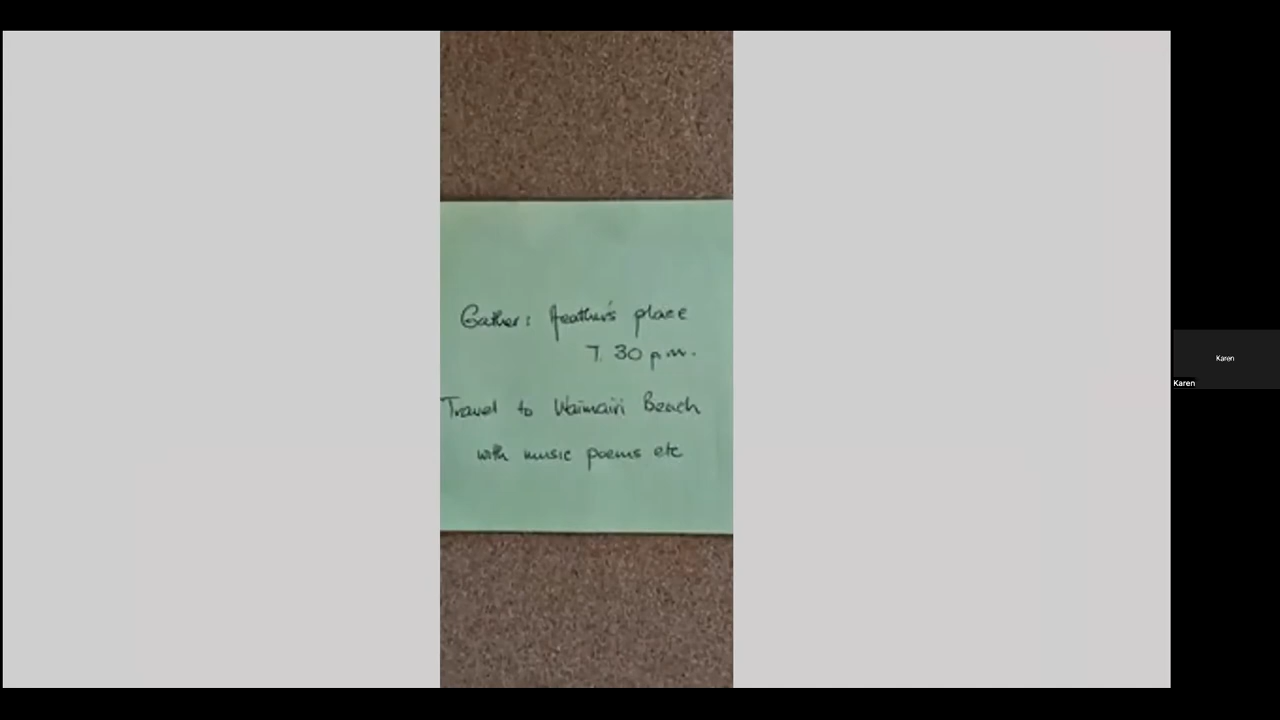 Gather: Heather's place
7.30 p.m.
Travel to Waimairi Beach
with music poems etc
Karen
Karen